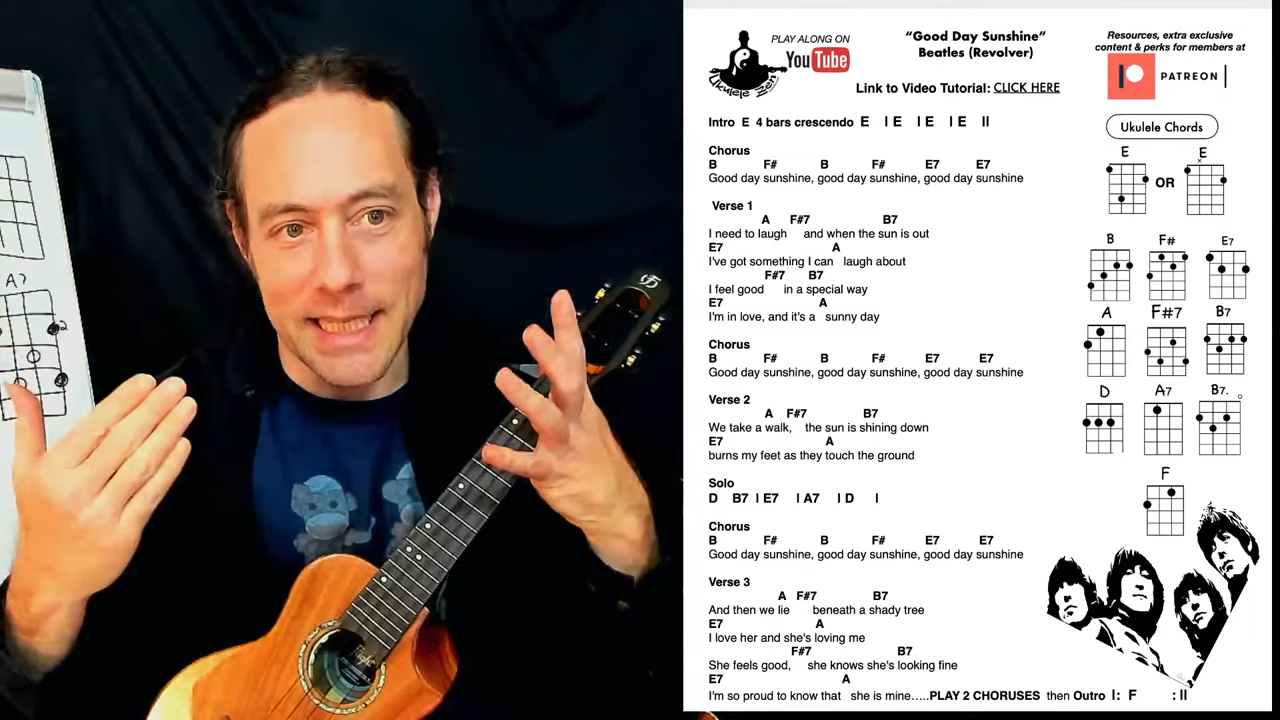 A7
PLAY ALONG ON
YouTube
Ukulele Zen
"Good Day Sunshine"
Beatles (Revolver)
Link to Video Tutorial: CLICK HERE
Resources, extra exclusive
content & perks for members at
PATREON
Intro E 4 bars crescendo E I E I E I E II
Chorus
B F# B F# E7 E7
Good day sunshine, good day sunshine, good day sunshine
Verse 1
A F#7 B7
I need to laugh and when the sun is out
E7 A
I've got something I can laugh about
F#7 B7
I feel good in a special way
E7 A
I'm in love, and it's a sunny day
Chorus
B F# B F# E7 E7
Good day sunshine, good day sunshine, good day sunshine
Verse 2
A F#7 B7
We take a walk, the sun is shining down
E7 A
burns my feet as they touch the ground
Solo
D B7 I E7 I A7 I D I
Chorus
B F# B F# E7 E7
Good day sunshine, good day sunshine, good day sunshine
Verse 3
A F#7 B7
And then we lie beneath a shady tree
E7 A
I love her and she's loving me
F#7 B7
She feels good, she knows she's looking fine
E7 A
I'm so proud to know that she is mine.....PLAY 2 CHORUSES then Outro I: F :II
Ukulele Chords
E OR E
x
B F# E7
A F#7 B7
D A7 B7.
F
Flight